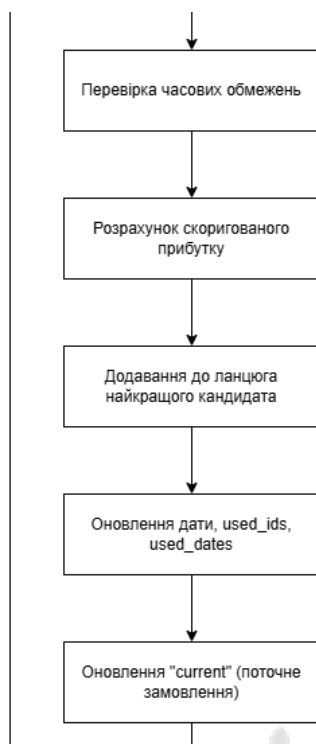 Перевірка часових обмежень
Розрахунок скоригованого
прибутку
Додавання до ланцюга
найкращого кандидата
Оновлення дати, used_ids,
used_dates
Оновлення "current" (поточне
замовлення)